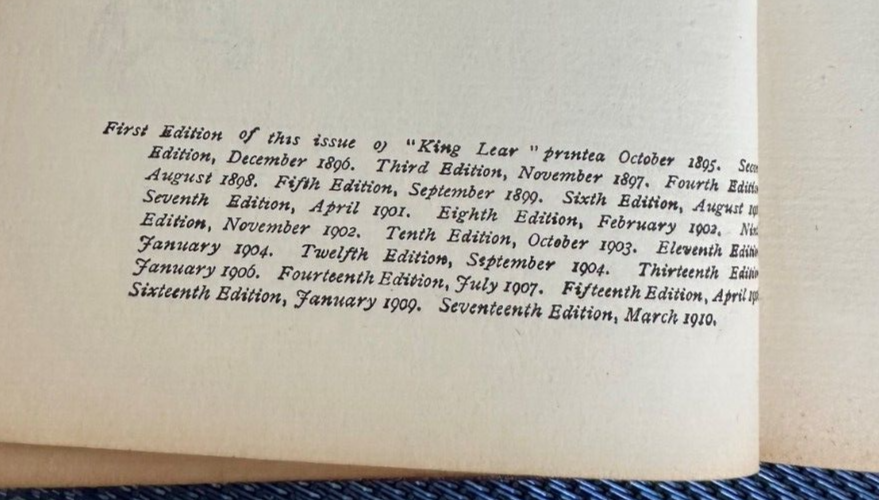 First Edition of this issue of "King Lear" printed October 1895.
Edition, December 1896. Third Edition, November 1897. Fourth
August 1898. Fifth Edition, September 1899. Sixth Edition, August
Seventh Edition, April 1901. Eighth Edition, February 1902.
Edition, November 1902. Tenth Edition, October 1903. Eleventh
January 1904. Twelfth Edition, September 1904. Thirteenth
January 1906. Fourteenth Edition, July 1907. Fifteenth Edition, April
Sixteenth Edition, January 1909. Seventeenth Edition, March 1910.